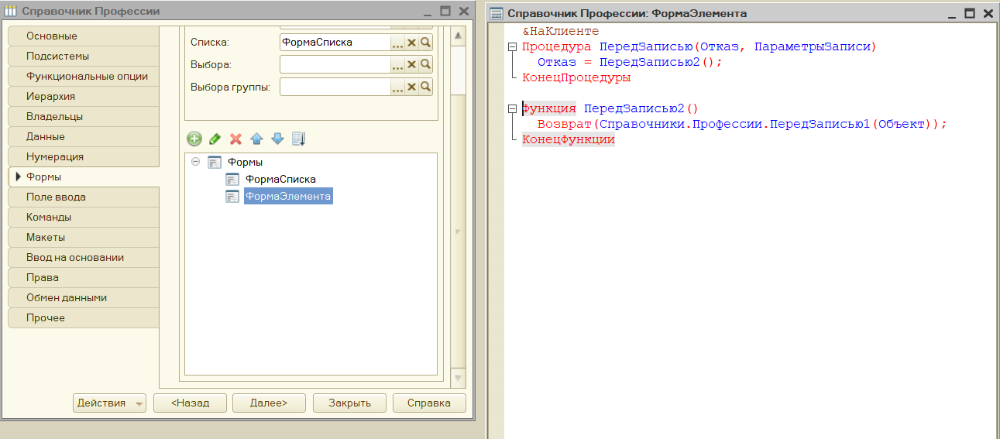 Справочник Профессии
Основные
Подсистемы
Функциональные опции
Иерархия
Владельцы
Данные
Нумерация
Формы
Поле ввода
Команды
Макеты
Ввод на основании
Права
Обмен данными
Прочее
Списка: ФормаСписка
Выбора:
Выбора группы:
Формы
ФормаСписка
ФормаЭлемента
Действия <Назад Далее> Закрыть Справка
Справочник Профессии: ФормаЭлемента
&НаКлиенте
Процедура ПередЗаписью(Отказ, ПараметрыЗаписи)
Отказ = ПередЗаписью2();
КонецПроцедуры
Функция ПередЗаписью2()
Возврат(Справочники.Профессии.ПередЗаписью1(Объект));
КонецФункции